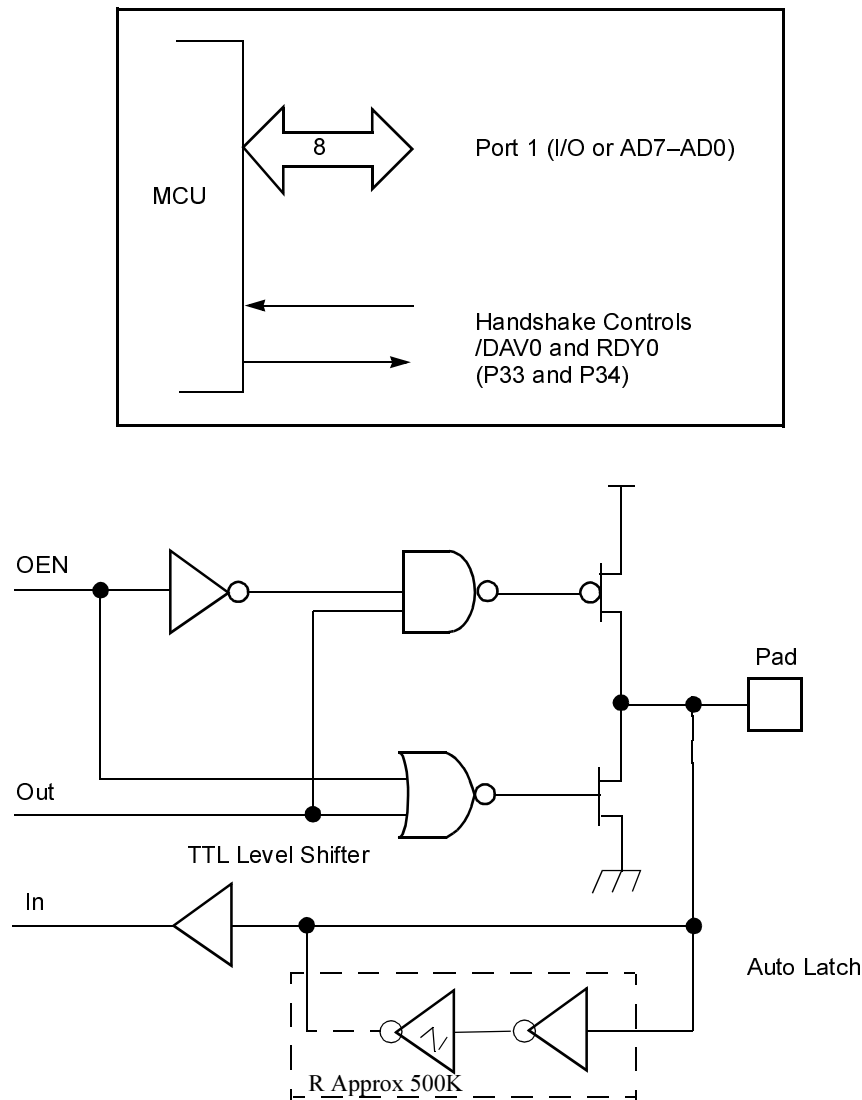 8
Port 1 (I/O or AD7–AD0)
MCU
Handshake Controls
/DAV0 and RDY0
(P33 and P34)
OEN
Pad
Out
TTL Level Shifter
In
Auto Latch
R Approx 500K